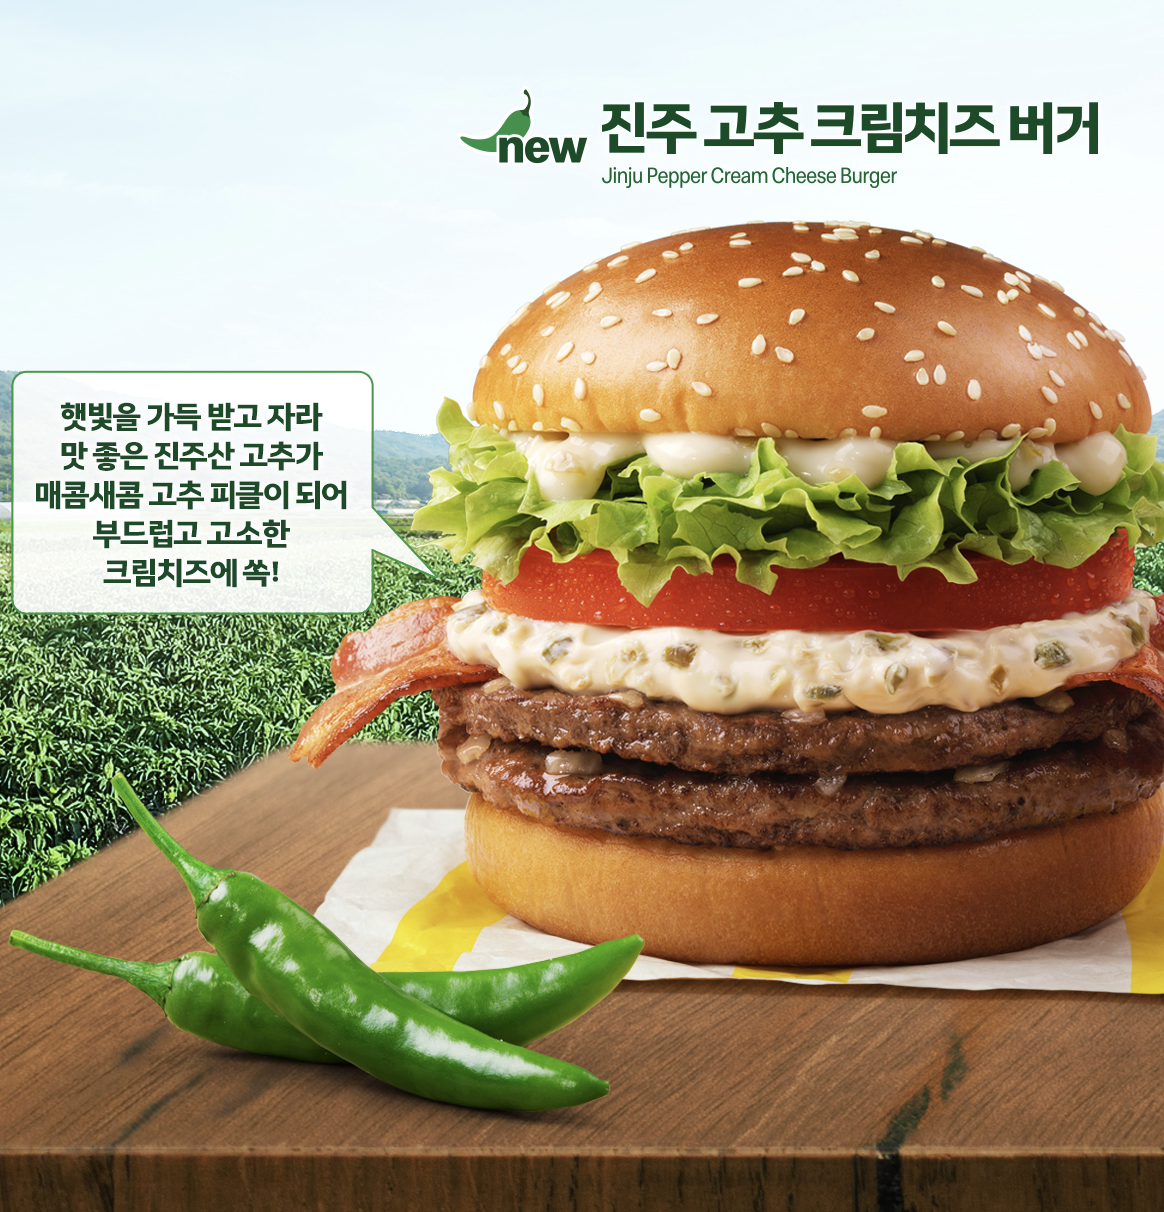 new 진주 고추 크림치즈 버거
Jinju Pepper Cream Cheese Burger
햇빛을 가득 받고 자라
맛 좋은 진주산 고추가
매콤새콤 고추 피클이 되어
부드럽고 고소한
크림치즈에 쏙!